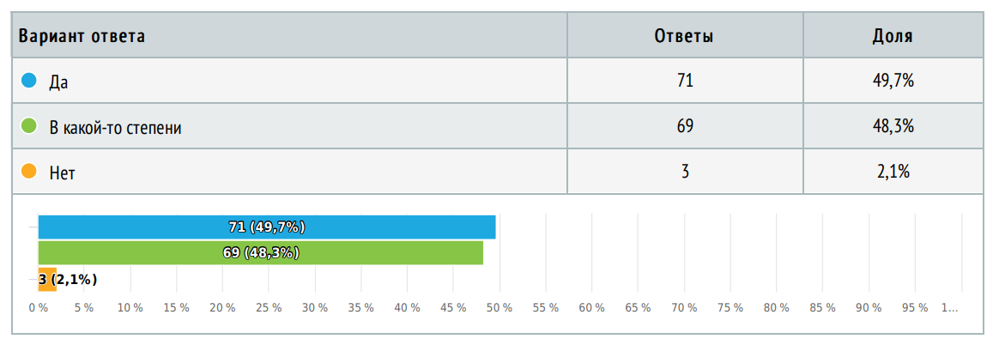 Вариант ответа Ответы Доля
Да 71 49,7%
В какой-то степени 69 48,3%
Нет 3 2,1%
71 (49,7%)
69 (48,3%)
3 (2,1%)
0 % 5 % 10 % 15 % 20 % 25 % 30 % 35 % 40 % 45 % 50 % 55 % 60 % 65 % 70 % 75 % 80 % 85 % 90 % 95 % 1...